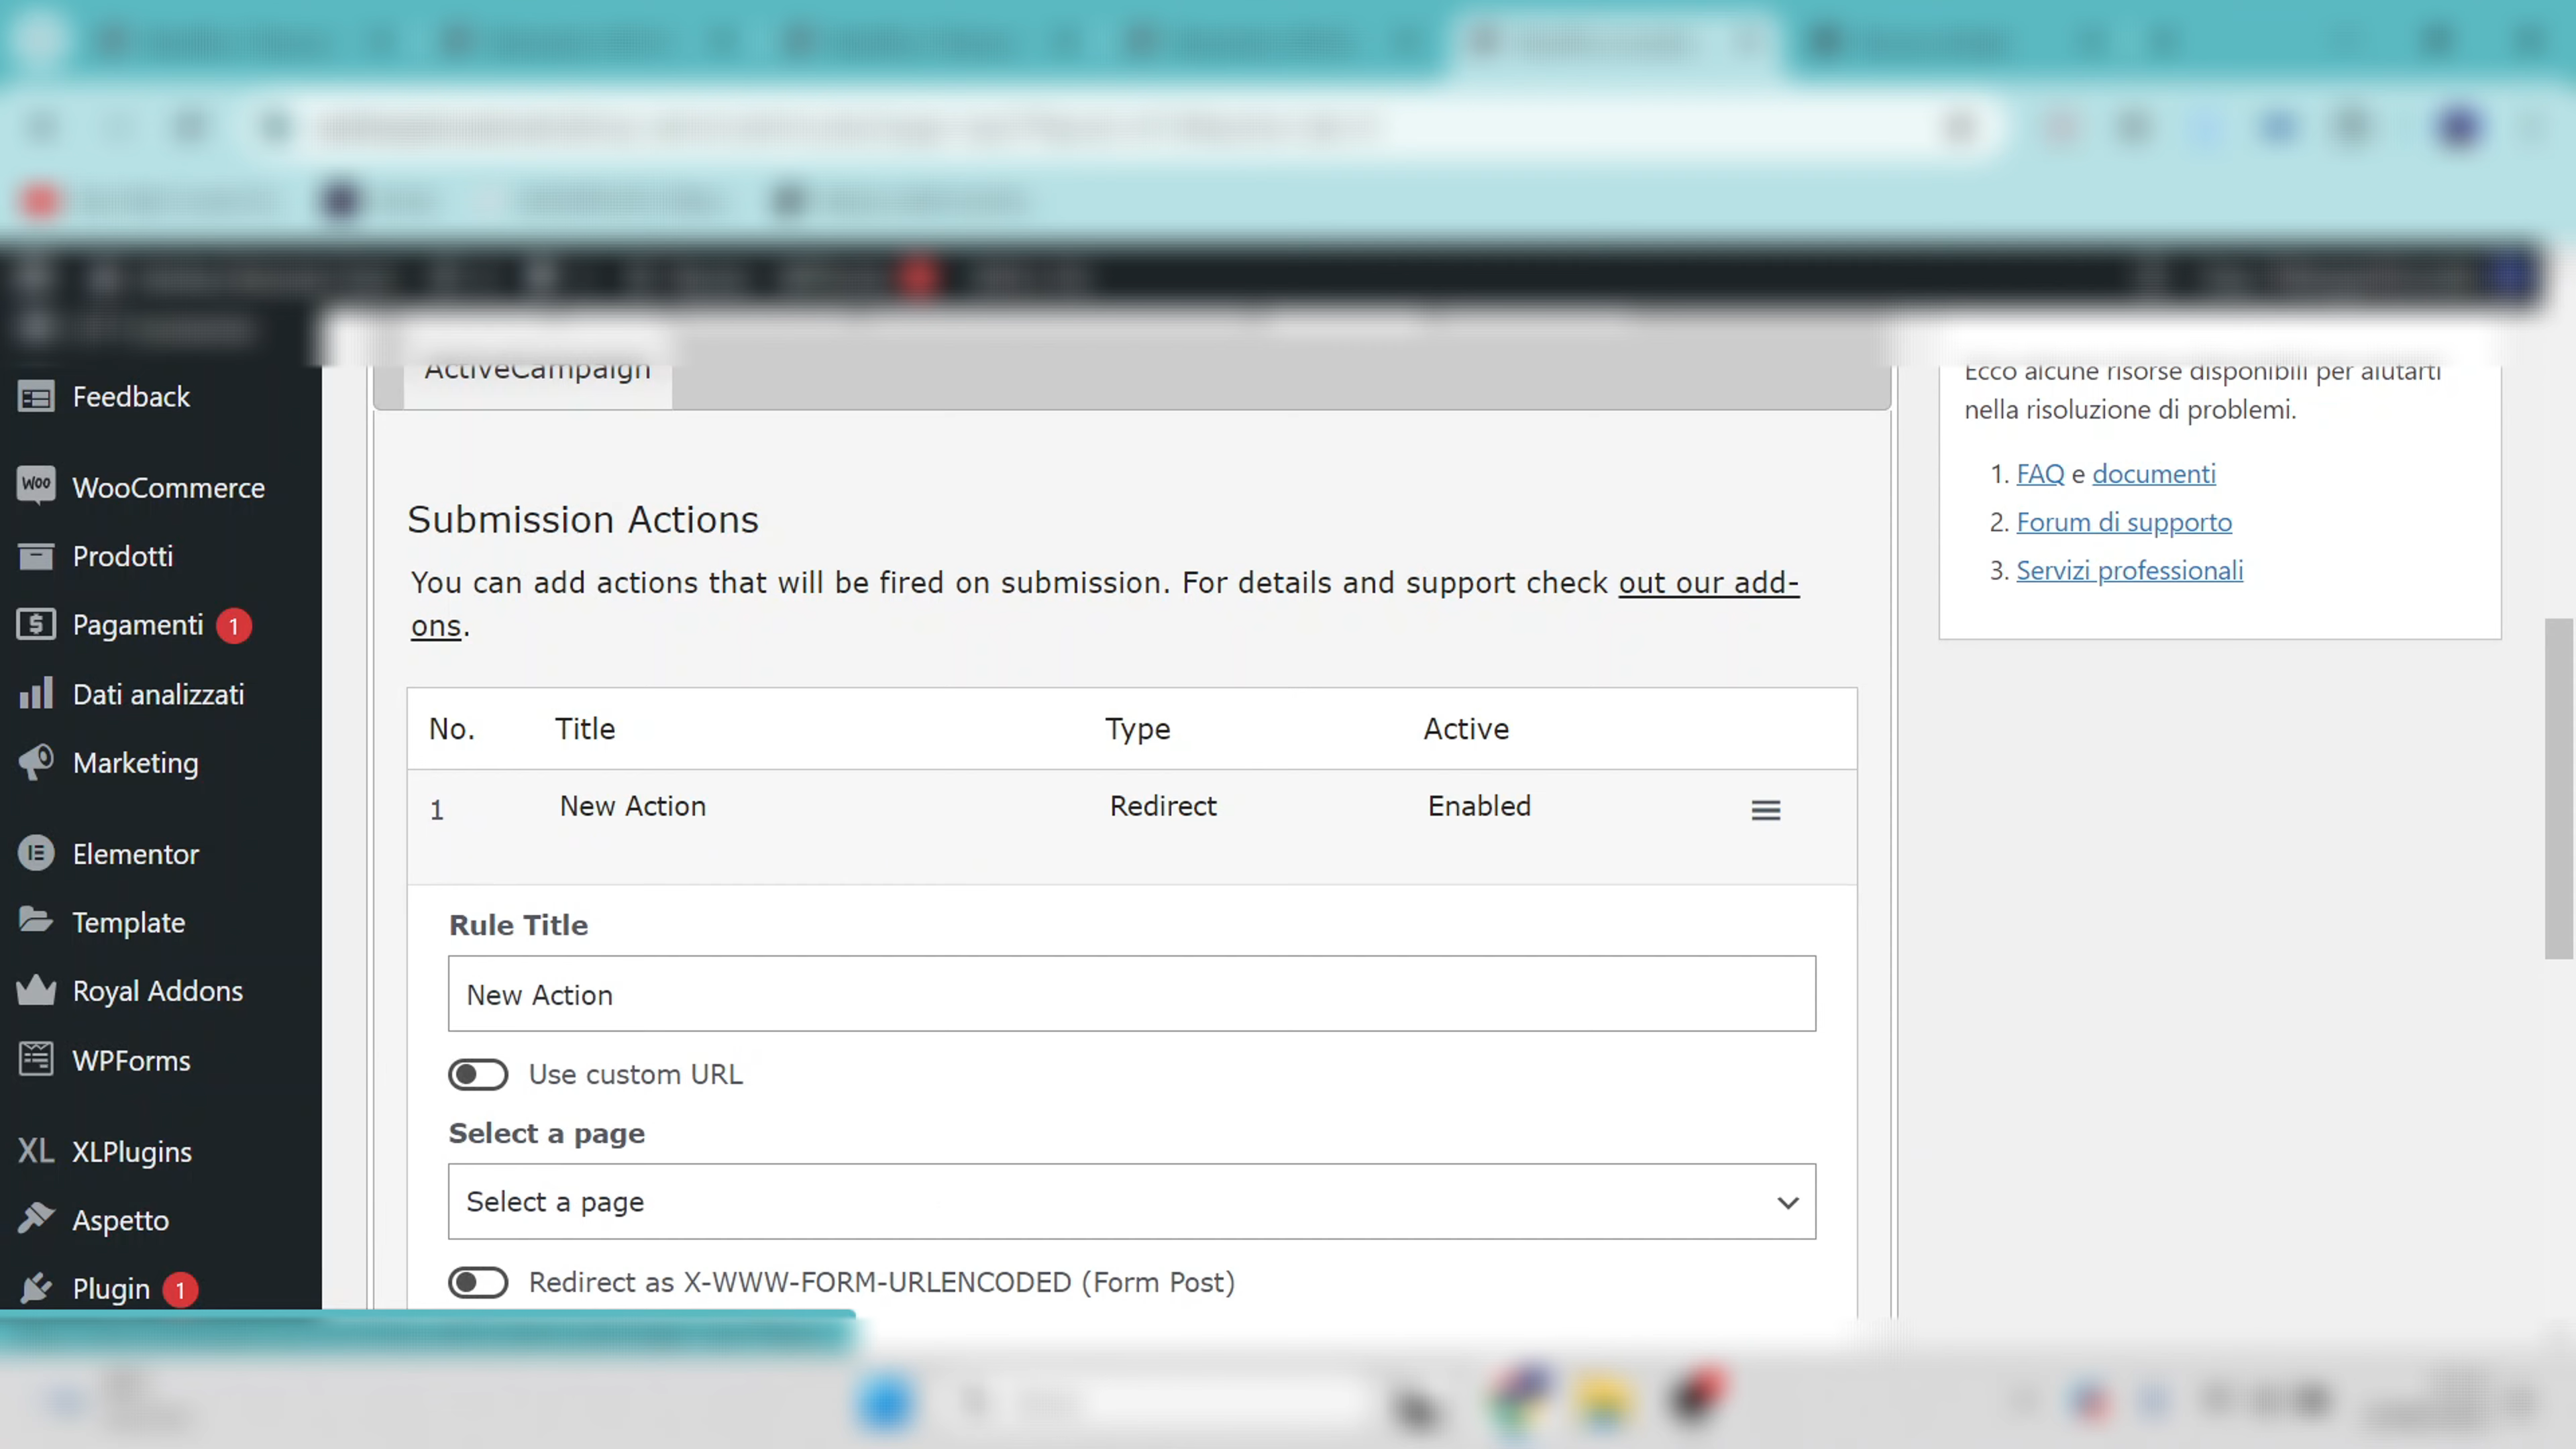 Feedback
WooCommerce
Prodotti
Pagamenti 1
Dati analizzati
Marketing
Elementor
Template
Royal Addons
WPForms
XL XLPlugins
Aspetto
Plugin 1
ActiveCampaign
Submission Actions
You can add actions that will be fired on submission. For details and support check out our add-
ons.
No. Title Type Active
1 New Action Redirect Enabled
Rule Title
New Action
Use custom URL
Select a page
Select a page
Redirect as X-WWW-FORM-URLENCODED (Form Post)
Ecco alcune risorse disponibili per aiutarti
nella risoluzione di problemi.
1. FAQ e documenti
2. Forum di supporto
3. Servizi professionali